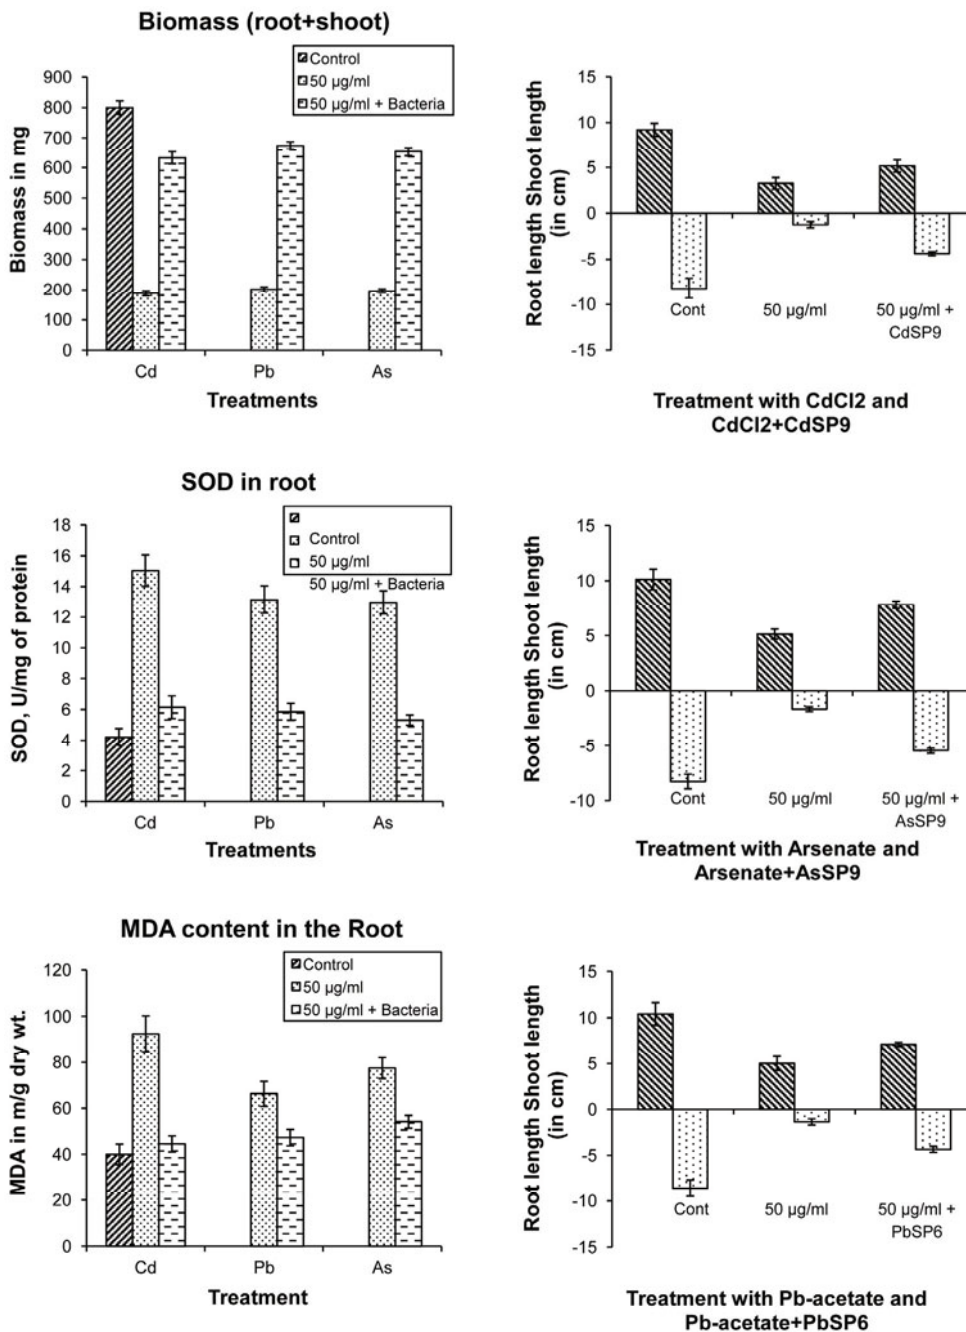 Biomass (root+shoot)
Control
50 µg/ml
50 µg/ml + Bacteria
900
800
700
600
500
400
300
200
100
0
Biomass in mg
Cd
Pb
As
Treatments
15
10
5
0
-5
-10
-15
Root length Shoot length
(in cm)
Cont
50 µg/ml
50 µg/ml +
CdSP9
Treatment with CdCl2 and
CdCl2+CdSP9
SOD in root
Control
50 µg/ml
50 µg/ml + Bacteria
18
16
14
12
10
8
6
4
2
0
SOD, U/mg of protein
Cd
Pb
As
Treatments
15
10
5
0
-5
-10
Root length Shoot length
(in cm)
Cont
50 µg/ml
50 µg/ml +
AsSP9
Treatment with Arsenate and
Arsenate+AsSP9
MDA content in the Root
Control
50 µg/ml
50 µg/ml + Bacteria
120
100
80
60
40
20
0
MDA in m/g dry wt.
Cd
Pb
As
Treatment
15
10
5
0
-5
-10
-15
Root length Shoot length
(in cm)
Cont
50 µg/ml
50 µg/ml +
PbSP6
Treatment with Pb-acetate and
Pb-acetate+PbSP6